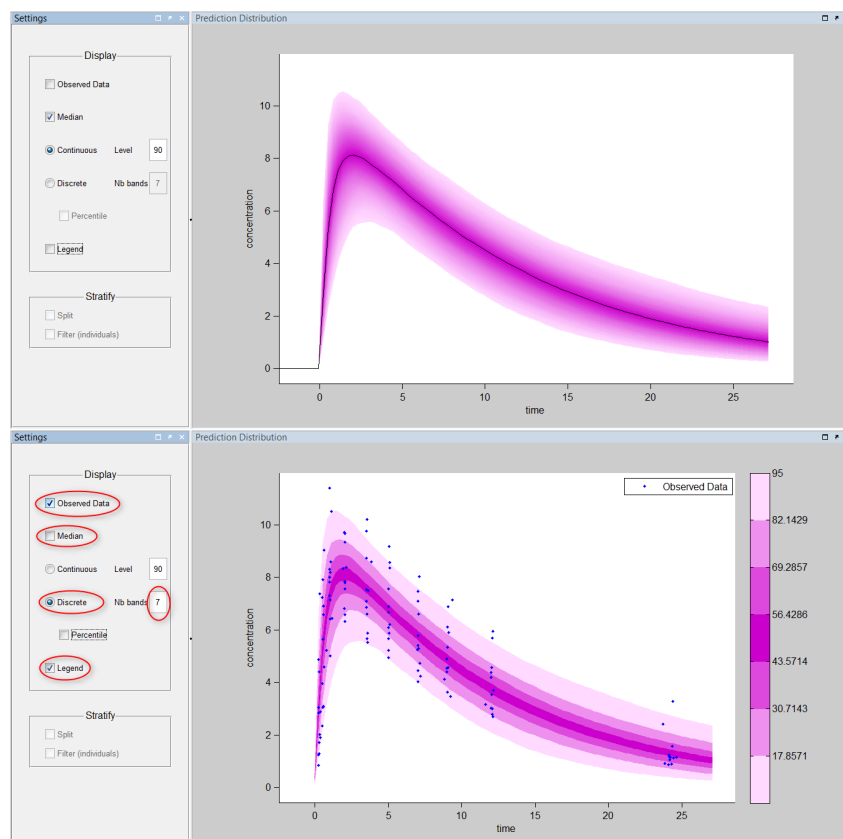 Settings
Prediction Distribution
Display
Observed Data
Median
Continuous Level 90
Discrete Nb bands 7
Percentile
Legend
Stratify
Split
Filter (individuals)
10
8
6
4
2
0
concentration
0 5 10 15 20 25
time
Settings
Prediction Distribution
Display
Observed Data
Median
Continuous Level 90
Discrete Nb bands 7
Percentile
Legend
Stratify
Split
Filter (individuals)
Observed Data
10
8
6
4
2
0
concentration
0 5 10 15 20 25
time
95
82.1429
69.2857
56.4286
43.5714
30.7143
17.8571